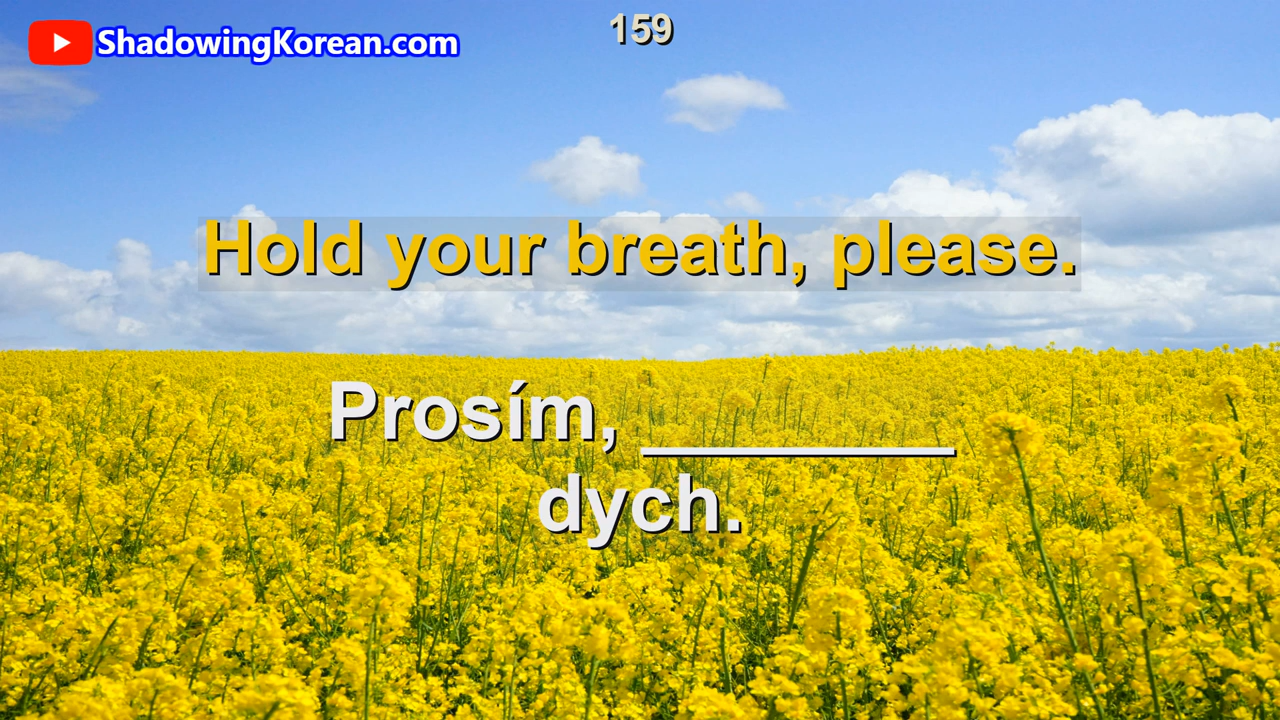 ShadowingKorean.com
159
Hold your breath, please.
Prosím, ________
dych.